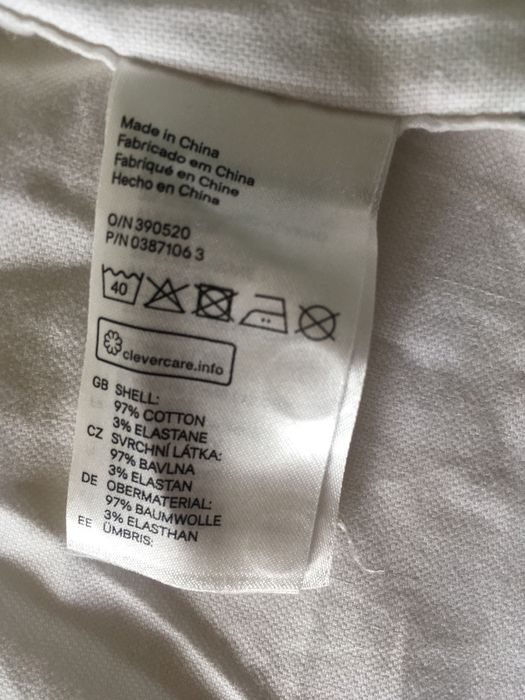 Made in China
Fabricado em China
Fabriqué en Chine
Hecho en China
O/N 390520
P/N 0387106 3
40
clevercare.info
GB SHELL:
97% COTTON
3% ELASTANE
CZ SVRCHNÍ LÁTKA:
97% BAVLNA
3% ELASTAN
DE OBERMATERIAL:
97% BAUMWOLLE
3% ELASTHAN
EE ÜMBRIS: